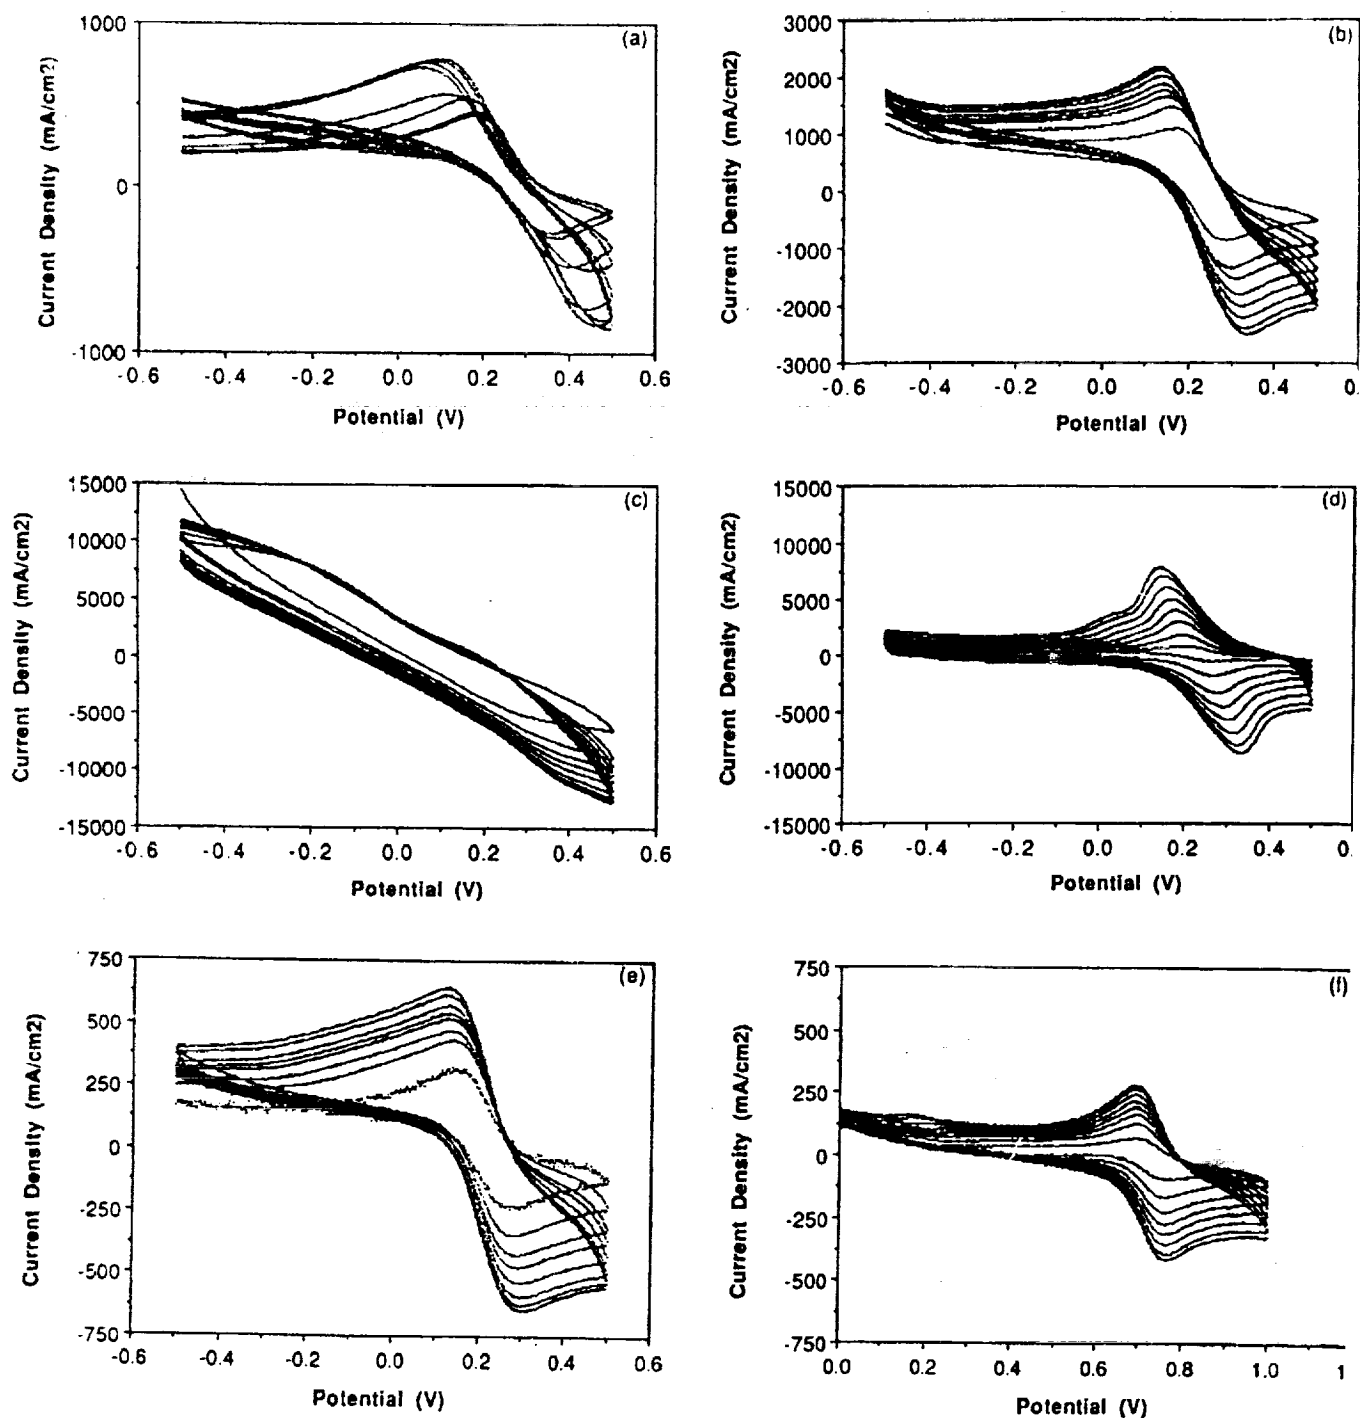 1000
(a)
0
-1000
-0.6 -0.4 -0.2 0.0 0.2 0.4 0.6
Current Density (mA/cm?)
Potential (V)
3000
(b)
2000
1000
0
-1000
-2000
-3000
-0.6 -0.4 -0.2 0.0 0.2 0.4 0.
Current Density (mA/cm2)
Potential (V)
15000
(c)
10000
5000
0
-5000
-10000
-15000
-0.6 -0.4 -0.2 0.0 0.2 0.4 0.6
Current Density (mA/cm2)
Potential (V)
15000
(d)
10000
5000
0
-5000
-10000
-15000
-0.6 -0.4 -0.2 0.0 0.2 0.4 0.
Current Density (mA/cm2)
Potential (V)
750
(e)
500
250
0
-250
-500
-750
-0.6 -0.4 -0.2 0.0 0.2 0.4 0.6
Current Density (mA/cm2)
Potential (V)
750
(f)
500
250
0
-250
-500
-750
0.0 0.2 0.4 0.6 0.8 1.0 1
Current Density (mA/cm2)
Potential (V)